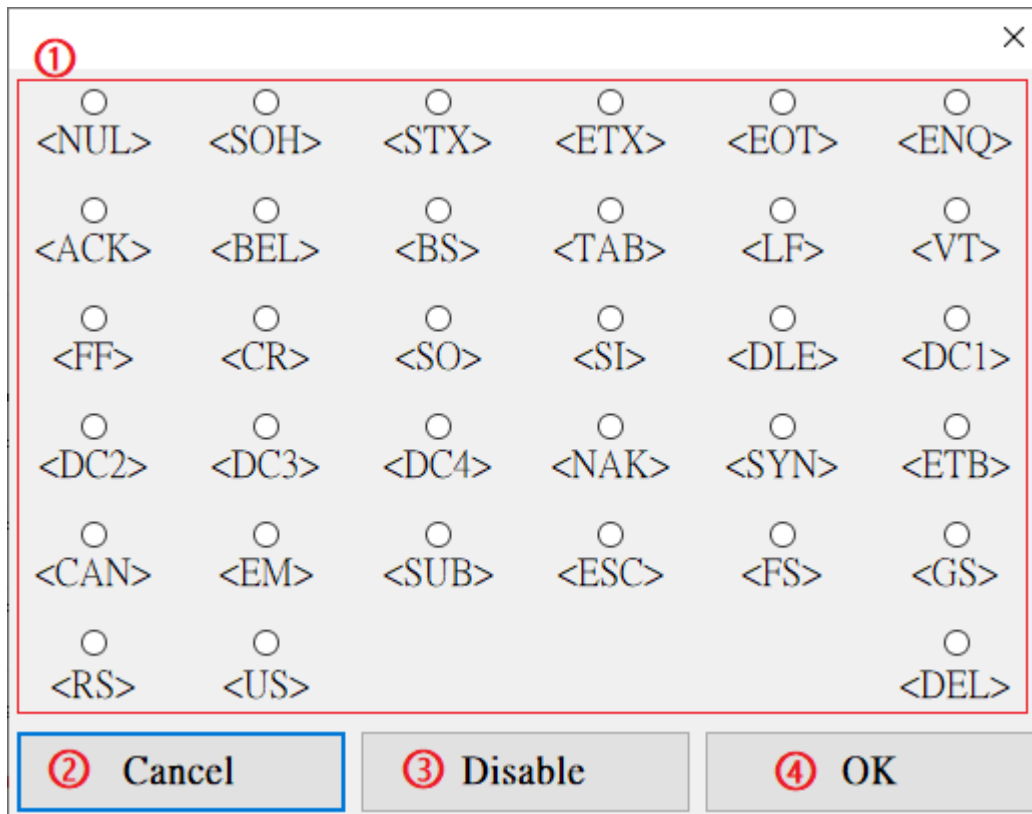 ①
<NUL> <SOH> <STX> <ETX> <EOT> <ENQ>
<ACK> <BEL> <BS> <TAB> <LF> <VT>
<FF> <CR> <SO> <SI> <DLE> <DC1>
<DC2> <DC3> <DC4> <NAK> <SYN> <ETB>
<CAN> <EM> <SUB> <ESC> <FS> <GS>
<RS> <US> <DEL>
② Cancel ③ Disable ④ OK